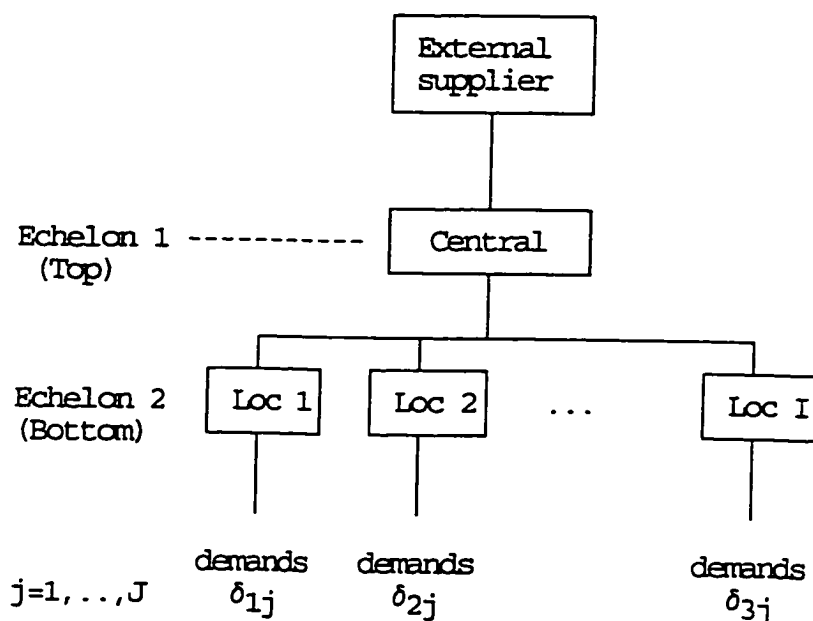 External
supplier
Echelon 1 ----------- Central
(Top)
Echelon 2 Loc 1 Loc 2 ... Loc I
(Bottom)
demands demands demands
j=1,..,J δ1j δ2j δ3j